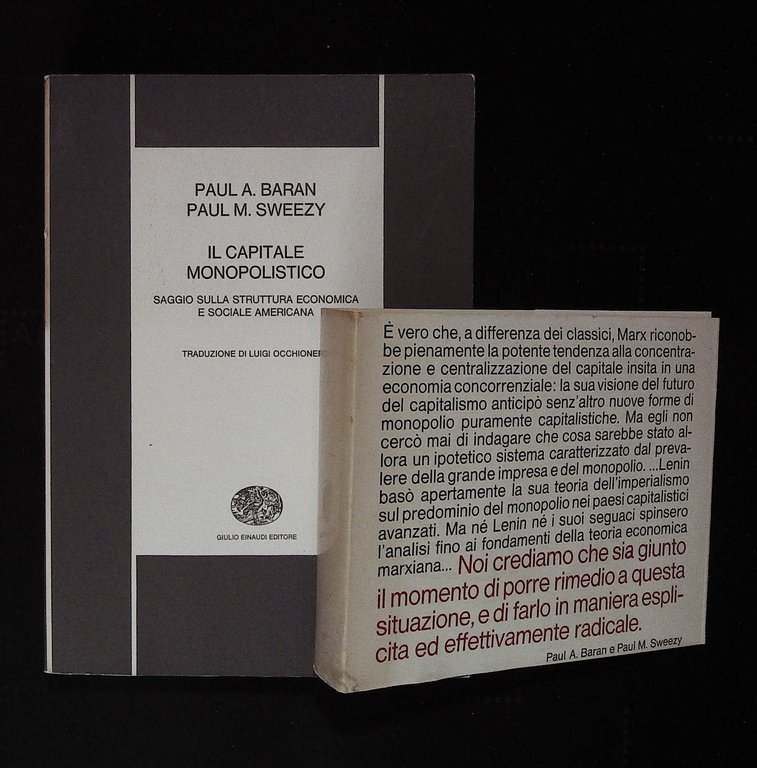 PAUL A. BARAN
PAUL M. SWEEZY
IL CAPITALE
MONOPOLISTICO
SAGGIO SULLA STRUTTURA ECONOMICA
E SOCIALE AMERICANA
TRADUZIONE DI LUIGI
GIULIO EINAUDI EDITORE
È vero che, a differenza dei classici, Marx riconob-
be pienamente la potente tendenza alla concentra-
zione e centralizzazione del capitale insita in una
economia concorrenziale: la sua visione del futuro
del capitalismo anticipò senz'altro nuove forme di
monopolio puramente capitalistiche. Ma egli non
cercò mai di indagare che cosa sarebbe stato al-
lora un ipotetico sistema caratterizzato dal preva-
lere della grande impresa e del monopolio. ...Lenin
basò apertamente la sua teoria dell'imperialismo
sul predominio del monopolio nei paesi capitalistici
avanzati. Ma né Lenin né i suoi seguaci spinsero
l'analisi fino ai fondamenti della teoria economica
marxiana... Noi crediamo che sia giunto
il momento di porre rimedio a questa
situazione, e di farlo in maniera espli-
cita ed effettivamente radicale.
Paul A. Baran e Paul M. Sweezy